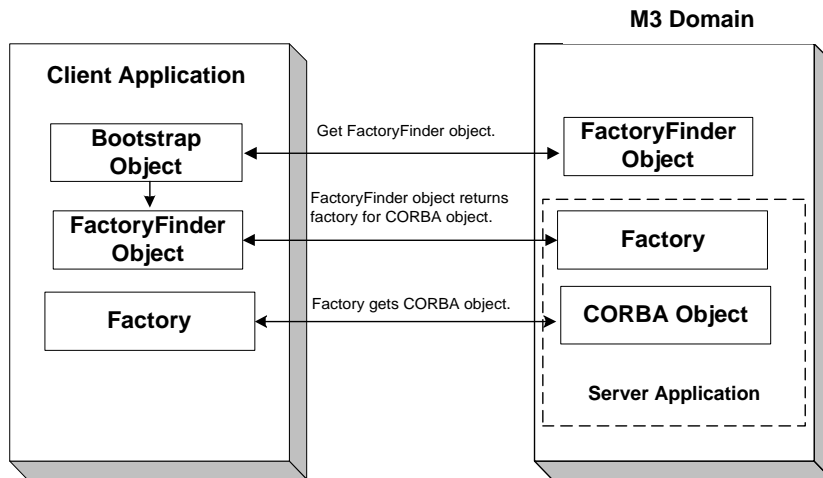 M3 Domain
Client Application
Bootstrap
Object
Get FactoryFinder object.
FactoryFinder
Object
FactoryFinder
Object
FactoryFinder object returns
factory for CORBA object.
Factory
Factory
Factory gets CORBA object.
CORBA Object
Server Application